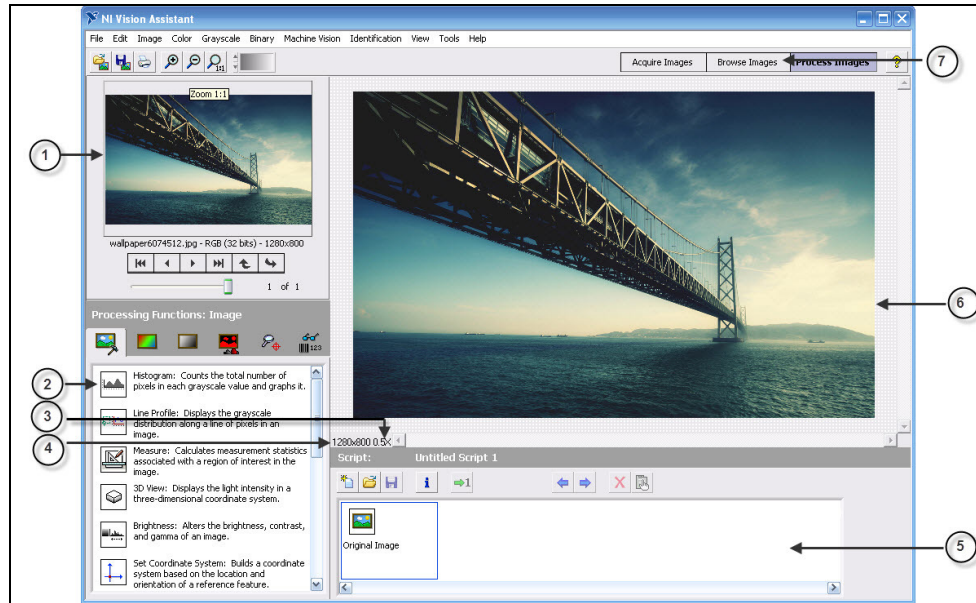 NI Vision Assistant
File Edit Image Color Grayscale Binary Machine Vision Identification View Tools Help
1:1
Acquire Images Browse Images Process Images ?
7
Zoom 1:1
1
wallpaper6074512.jpg - RGB (32 bits) - 1280x800
1 of 1
6
Processing Functions: Image
123
2
Histogram: Counts the total number of
pixels in each grayscale value and graphs it.
3
Line Profile: Displays the grayscale
distribution along a line of pixels in an
image.
4
1280x800 0.5X
Measure: Calculates measurement statistics
associated with a region of interest in the
image.
Script: Untitled Script 1
i
1
3D View: Displays the light intensity in a
three-dimensional coordinate system.
Brightness: Alters the brightness, contrast,
and gamma of an image.
Original Image
5
Set Coordinate System: Builds a coordinate
system based on the location and
orientation of a reference feature.